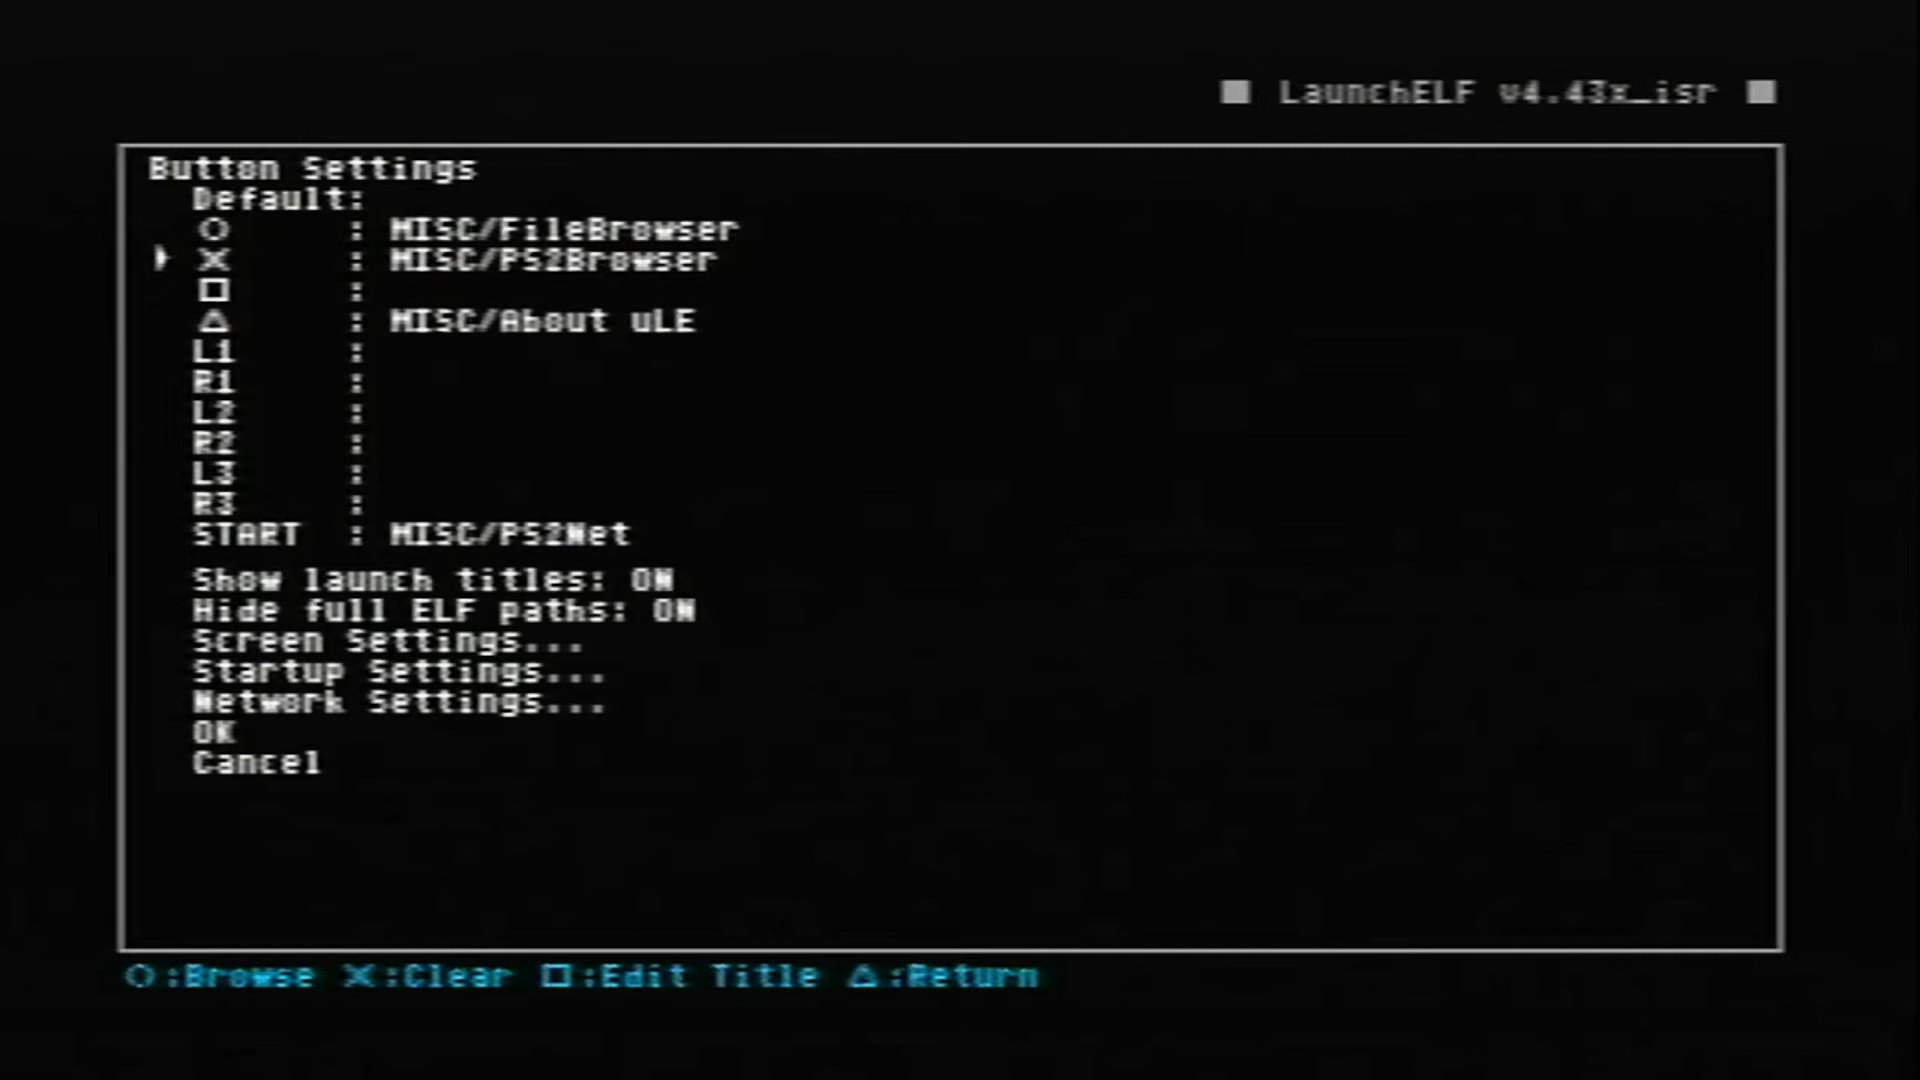 ■ LaunchELF v4.43x_isr ■
Button Settings
Default:
○ : MISC/FileBrowser
✕ : MISC/PS2Browser
□ :
△ : MISC/About uLE
L1 :
R1 :
L2 :
R2 :
L3 :
R3 :
START : MISC/PS2Net
Show launch titles: ON
Hide full ELF paths: ON
Screen Settings...
Startup Settings...
Network Settings...
OK
Cancel
○:Browse ✕:Clear □:Edit Title △:Return